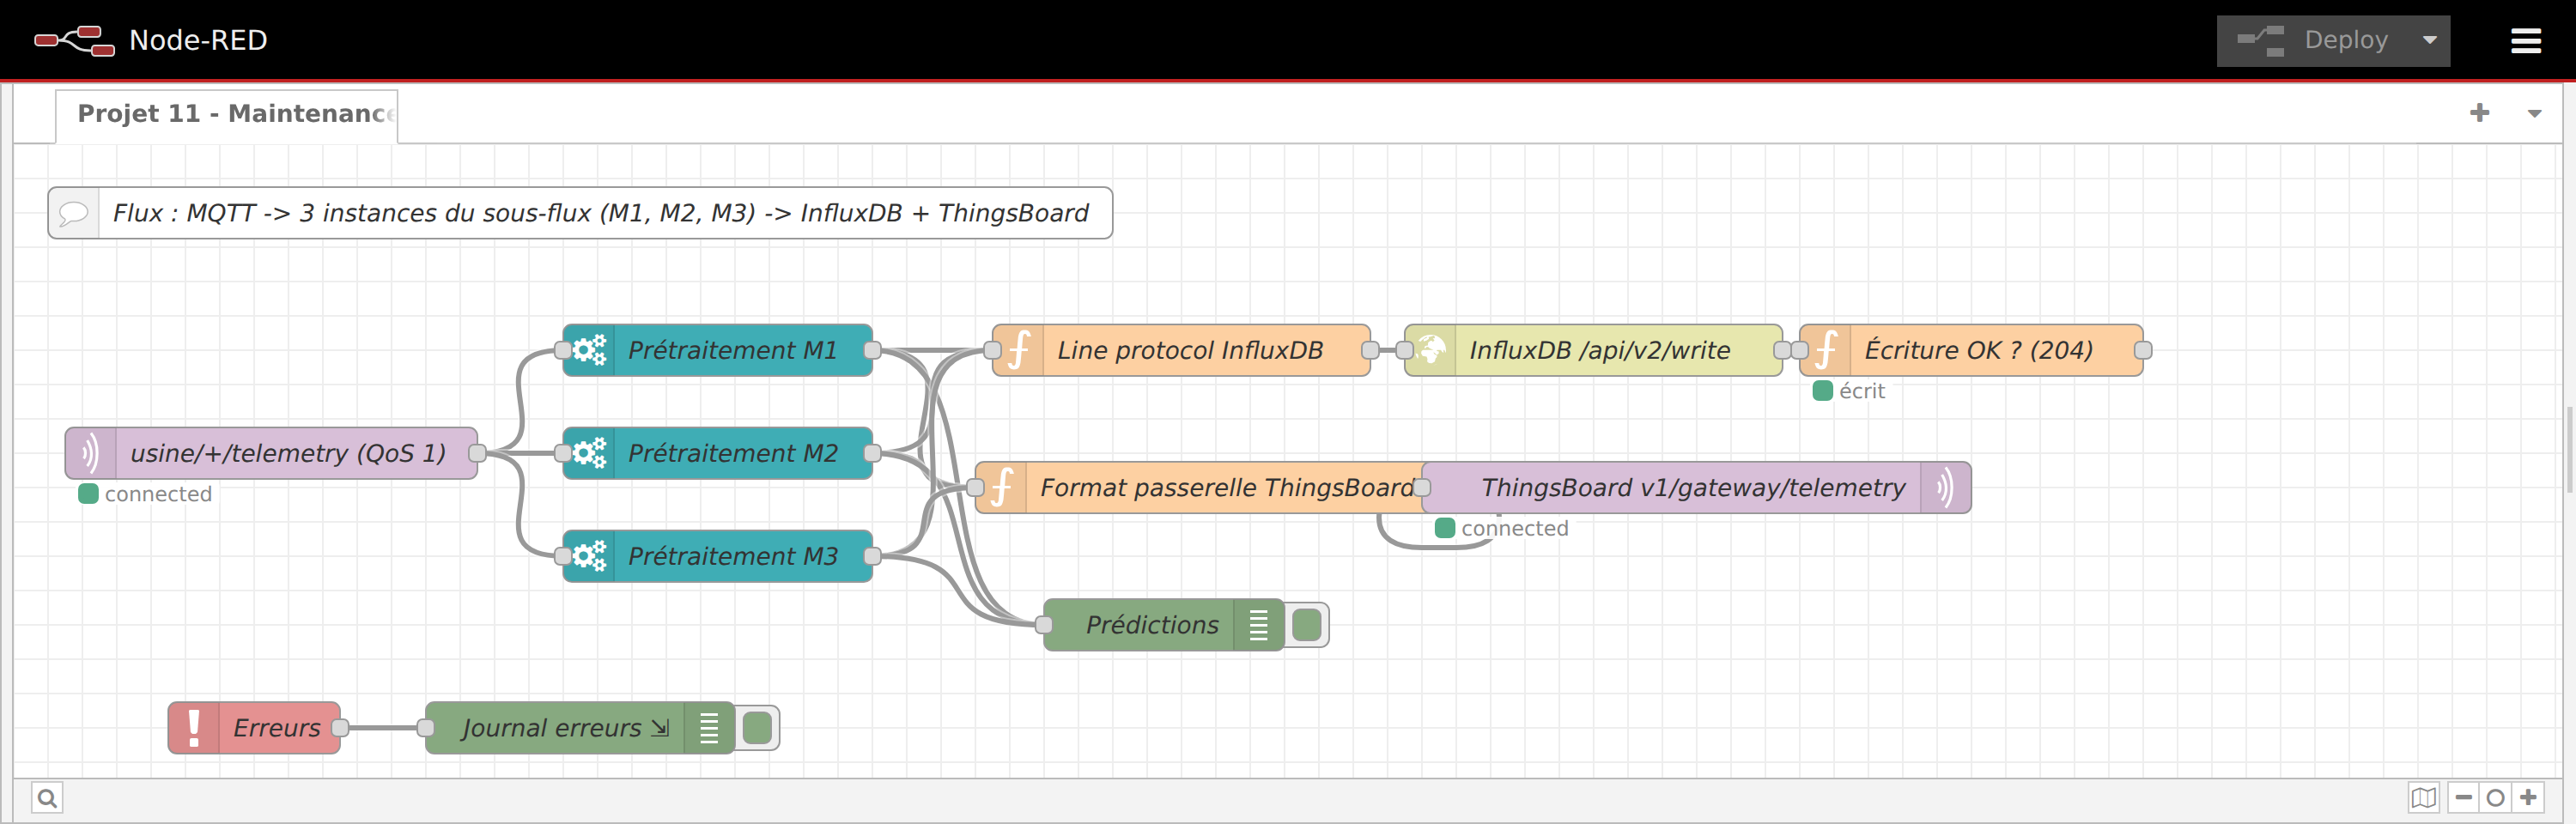 Node-RED
Deploy
Projet 11 - Maintenance
Flux : MQTT -> 3 instances du sous-flux (M1, M2, M3) -> InfluxDB + ThingsBoard
Prétraitement M1
Line protocol InfluxDB
InfluxDB /api/v2/write
Écriture OK ? (204)
écrit
usine/+/telemetry (QoS 1)
connected
Prétraitement M2
Format passerelle ThingsBoard
ThingsBoard v1/gateway/telemetry
connected
Prétraitement M3
Prédictions
Erreurs
Journal erreurs ⇲